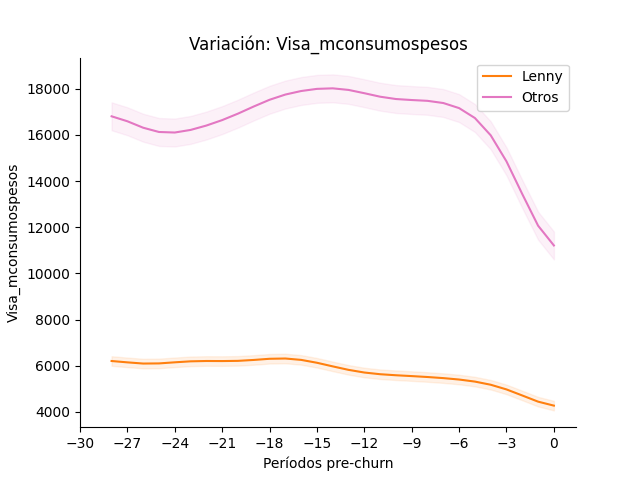 Variación: Visa_mconsumospesos
Lenny
Otros
Visa_mconsumospesos
18000
16000
14000
12000
10000
8000
6000
4000
−30 −27 −24 −21 −18 −15 −12 −9 −6 −3 0
Períodos pre-churn